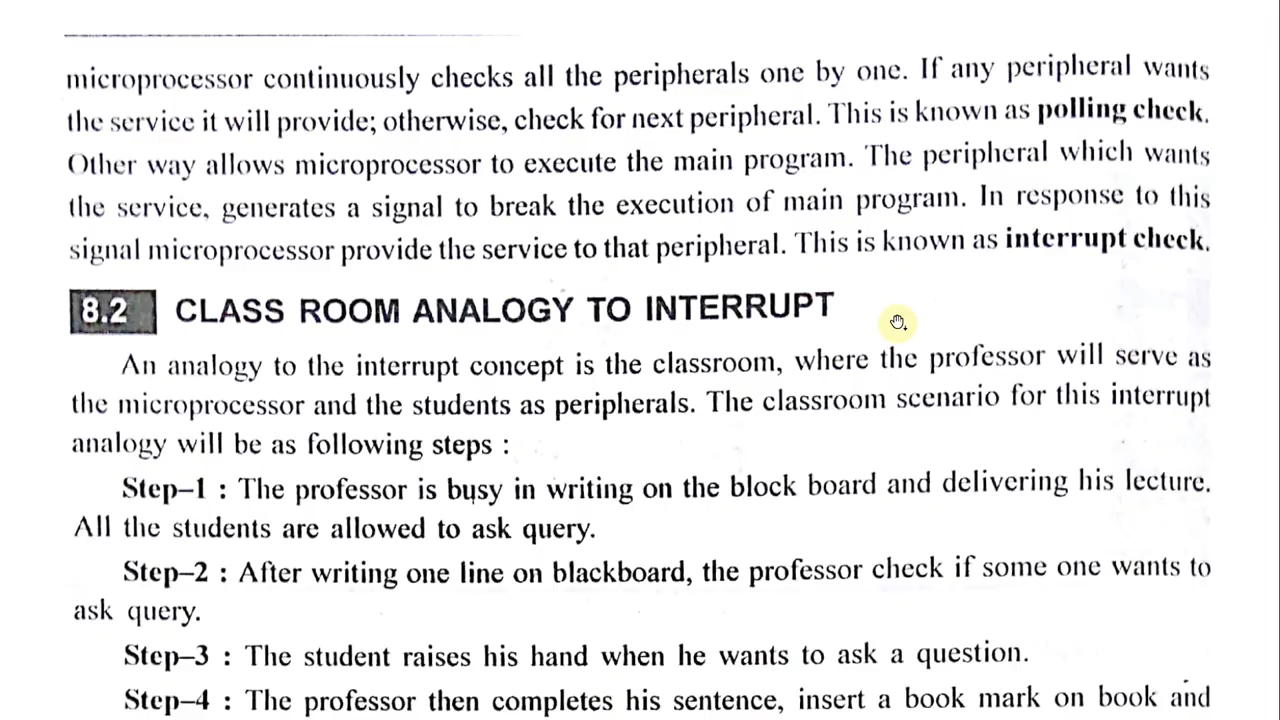 microprocessor continuously checks all the peripherals one by one. If any peripheral wants
the service it will provide; otherwise, check for next peripheral. This is known as polling check.
Other way allows microprocessor to execute the main program. The peripheral which wants
the service, generates a signal to break the execution of main program. In response to this
signal microprocessor provide the service to that peripheral. This is known as interrupt check.
8.2 CLASS ROOM ANALOGY TO INTERRUPT
An analogy to the interrupt concept is the classroom, where the professor will serve as
the microprocessor and the students as peripherals. The classroom scenario for this interrupt
analogy will be as following steps :
Step–1 : The professor is busy in writing on the block board and delivering his lecture.
All the students are allowed to ask query.
Step–2 : After writing one line on blackboard, the professor check if some one wants to
ask query.
Step–3 : The student raises his hand when he wants to ask a question.
Step–4 : The professor then completes his sentence, insert a book mark on book and